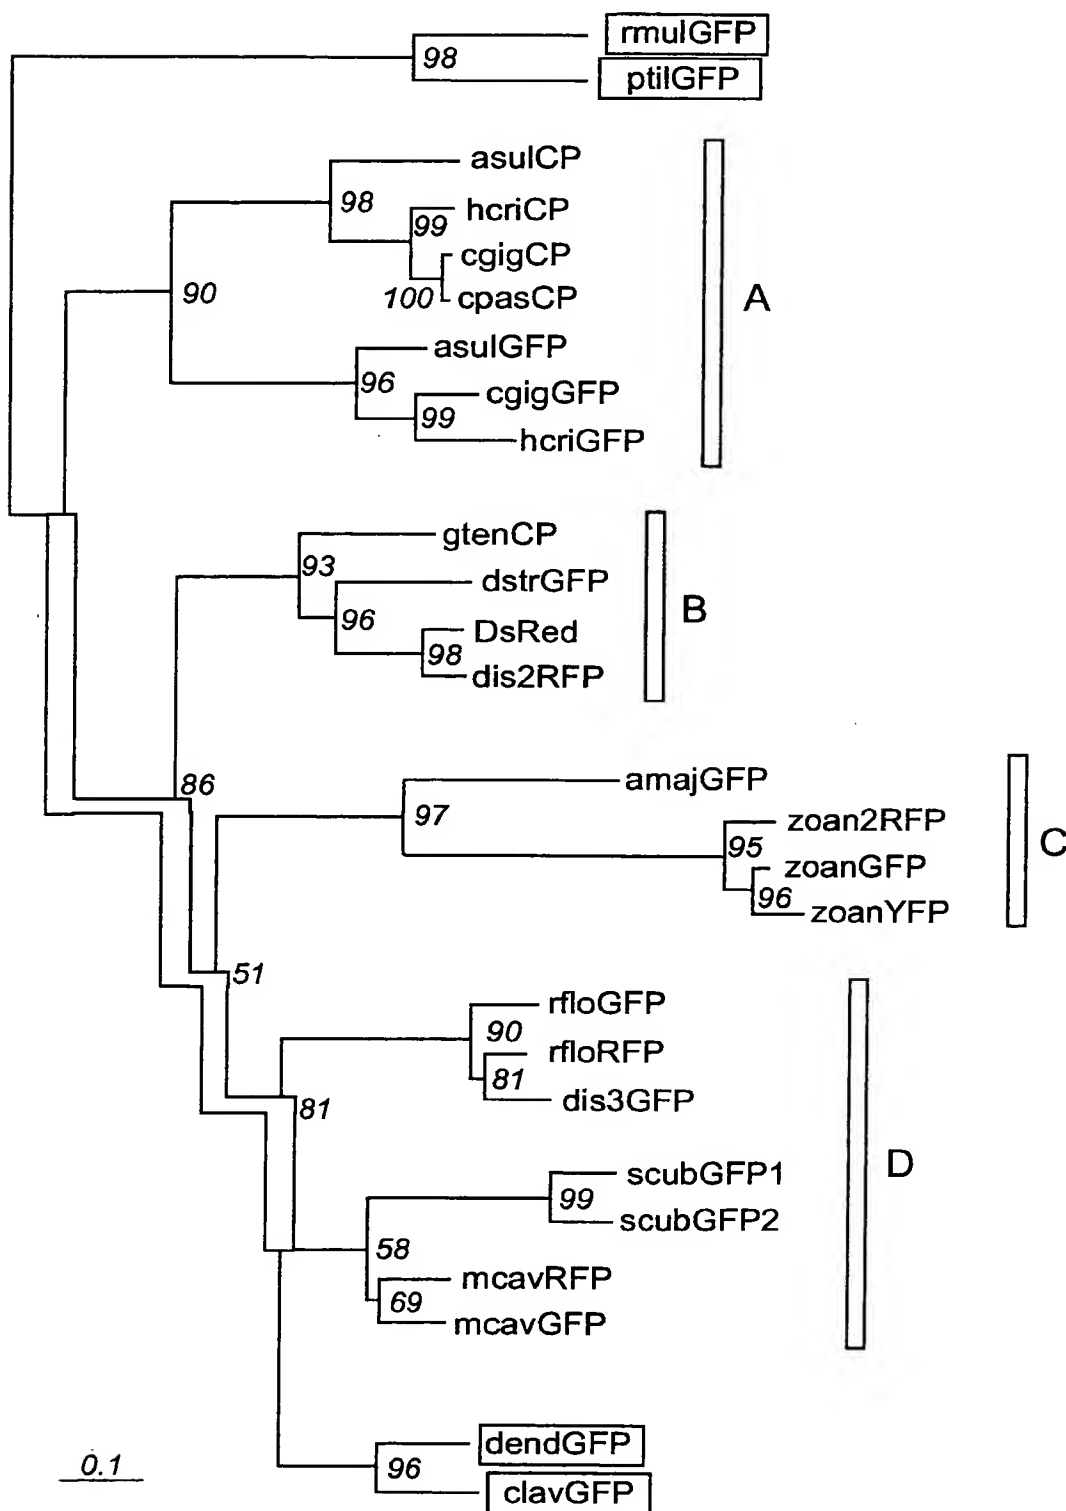 rmulGFP
98
ptilGFP
asulCP
98
hcriCP
99
cgigCP
90
100 cpasCP
A
asulGFP
96
cgigGFP
99
hcriGFP
gtenCP
93
dstrGFP
B
96
DsRed
98
dis2RFP
86
amajGFP
97
zoan2RFP
95
C
zoanGFP
96
zoanYFP
51
rfloGFP
90
rfloRFP
81
dis3GFP
81
D
scubGFP1
99
scubGFP2
58
mcavRFP
69
mcavGFP
dendGFP
0.1
96
clavGFP